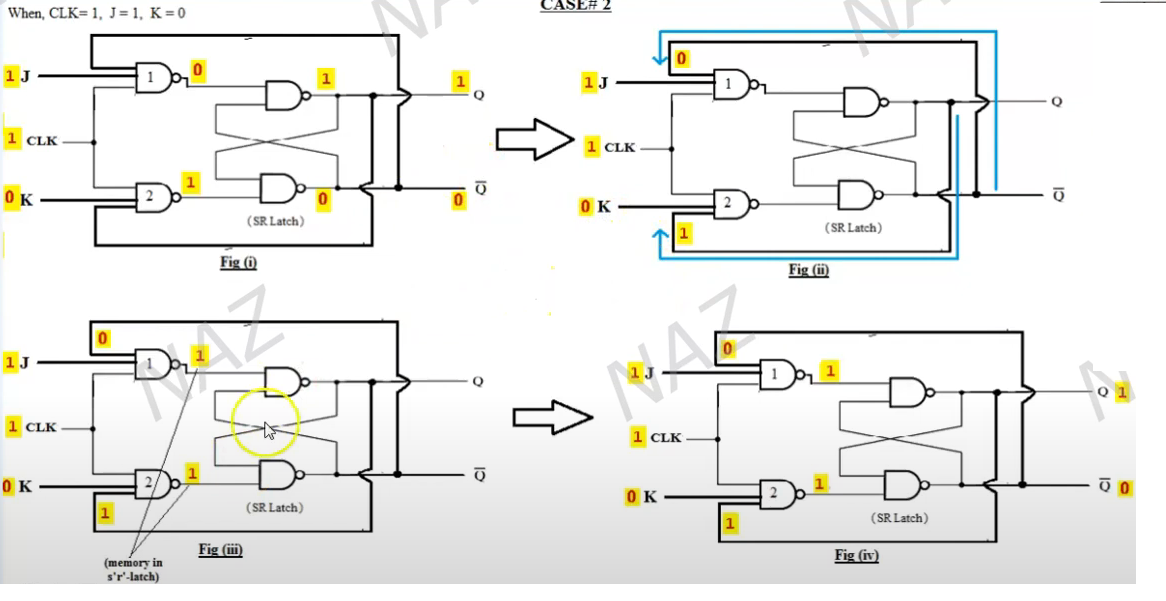 CASE# 2
When, CLK= 1, J = 1, K = 0
1 J
1 CLK
0 K
1
0
1
1
Q
2
1
0
0
Q̅
(SR Latch)
Fig (i)
1 J
1 CLK
0 K
0
1
2
1
Q
Q̅
(SR Latch)
Fig (ii)
1 J
1 CLK
0 K
0
1
1
2
1
1
Q
Q̅
(SR Latch)
(memory in
s'r'-latch)
Fig (iii)
1 J
1 CLK
0 K
0
1
1
2
1
1
Q 1
Q̅ 0
(SR Latch)
Fig (iv)
NAZ
NAZ